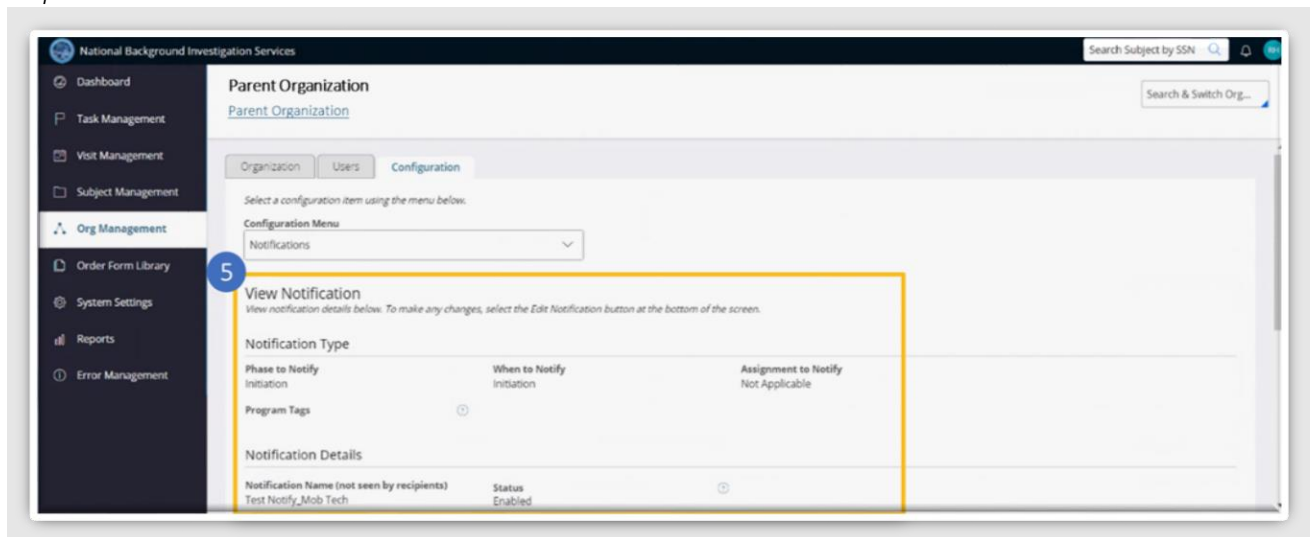 National Background Investigation Services
Search Subject by SSN
RH
Dashboard
Task Management
Visit Management
Subject Management
Org Management
Order Form Library
System Settings
Reports
Error Management
Parent Organization
Parent Organization
Search & Switch Org...
Organization Users Configuration
Select a configuration item using the menu below.
Configuration Menu
Notifications
5
View Notification
View notification details below. To make any changes, select the Edit Notification button at the bottom of the screen.
Notification Type
Phase to Notify When to Notify Assignment to Notify
Initiation Initiation Not Applicable
Program Tags
Notification Details
Notification Name (not seen by recipients) Status
Test Notify_Mob Tech Enabled